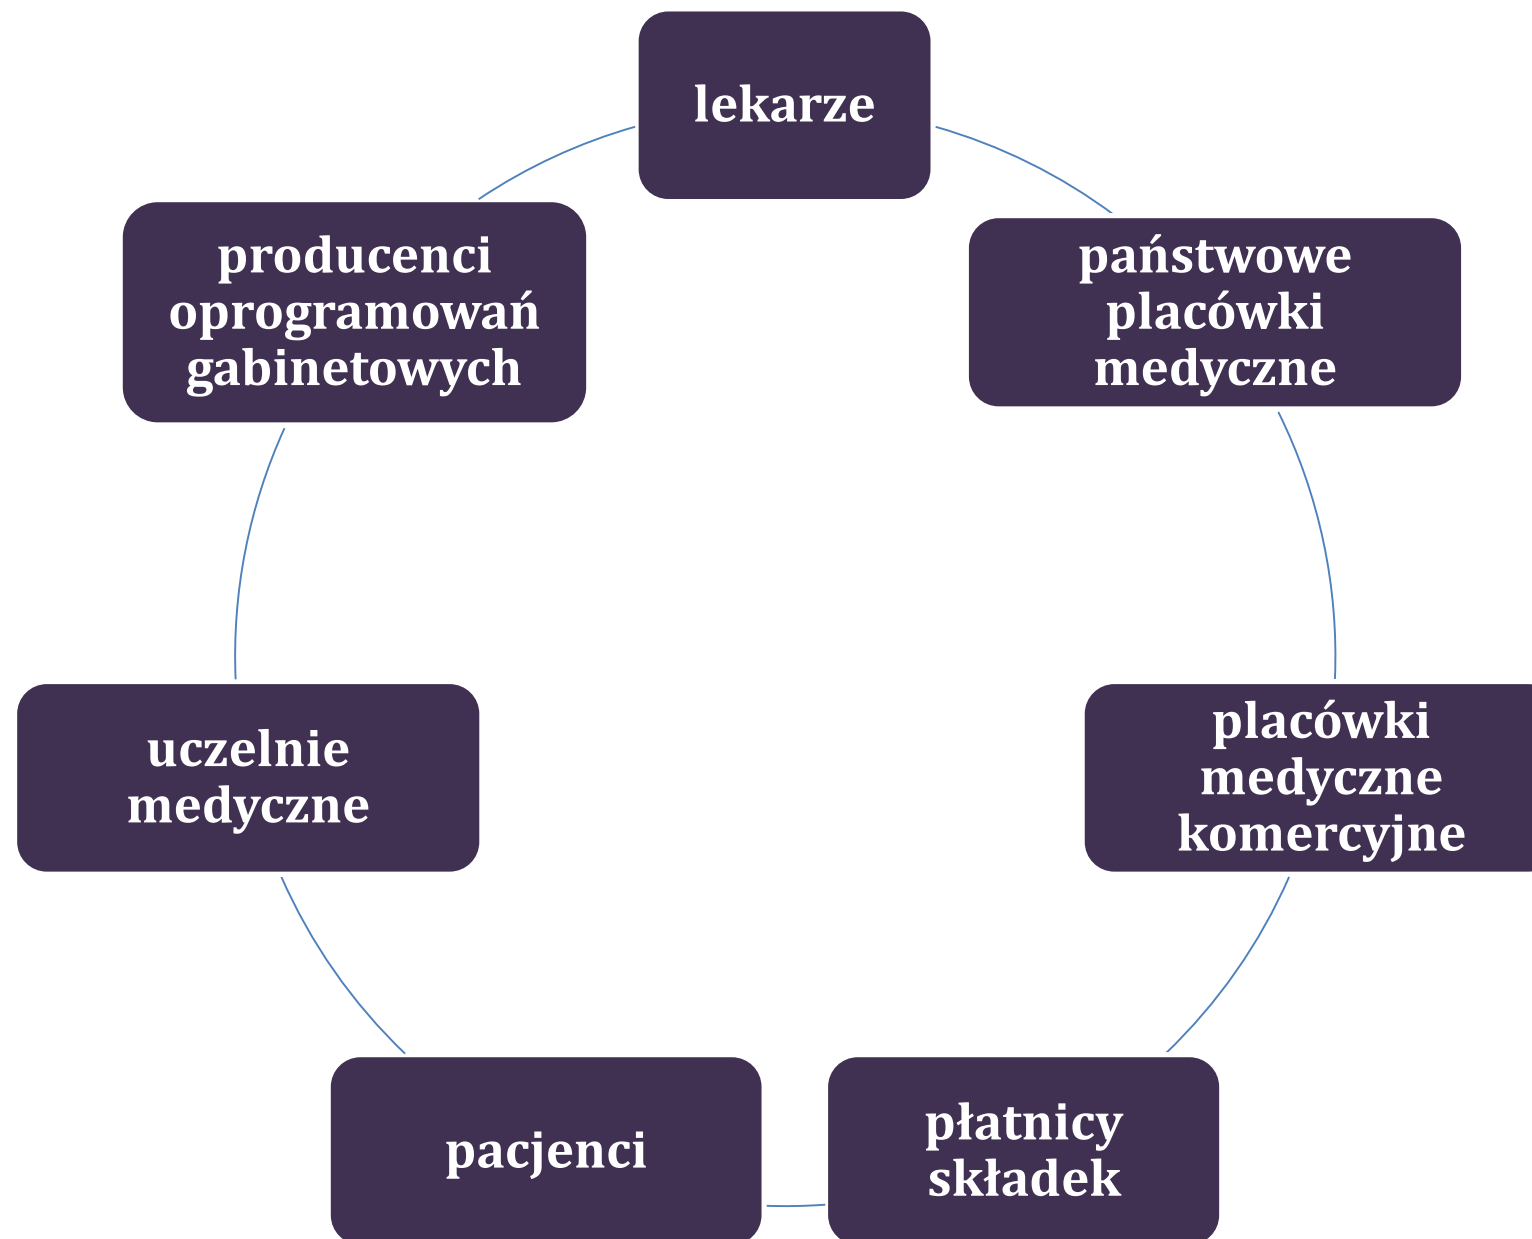 lekarze
producenci
oprogramowań
gabinetowych
państwowe
placówki
medyczne
uczelnie
medyczne
placówki
medyczne
komercyjne
pacjenci
płatnicy
składek